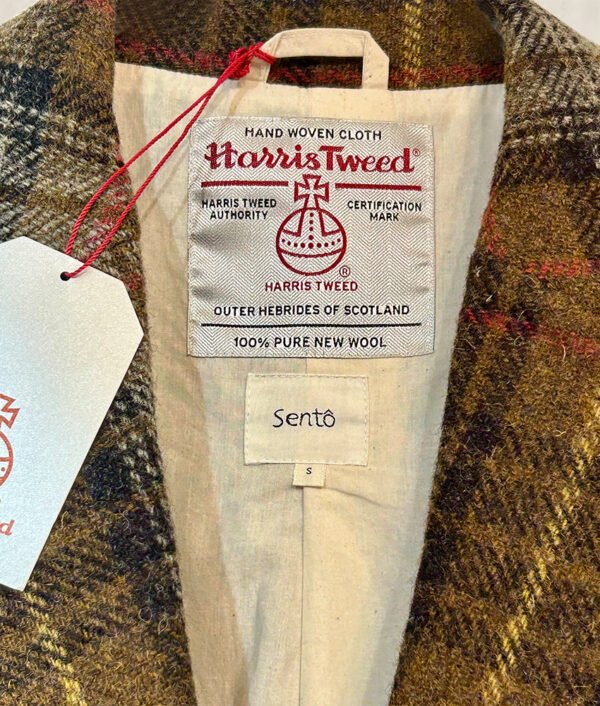 HAND WOVEN CLOTH
Harris Tweed®
HARRIS TWEED
AUTHORITY
CERTIFICATION
MARK
®
HARRIS TWEED
OUTER HEBRIDES OF SCOTLAND
100% PURE NEW WOOL
Sentô
S